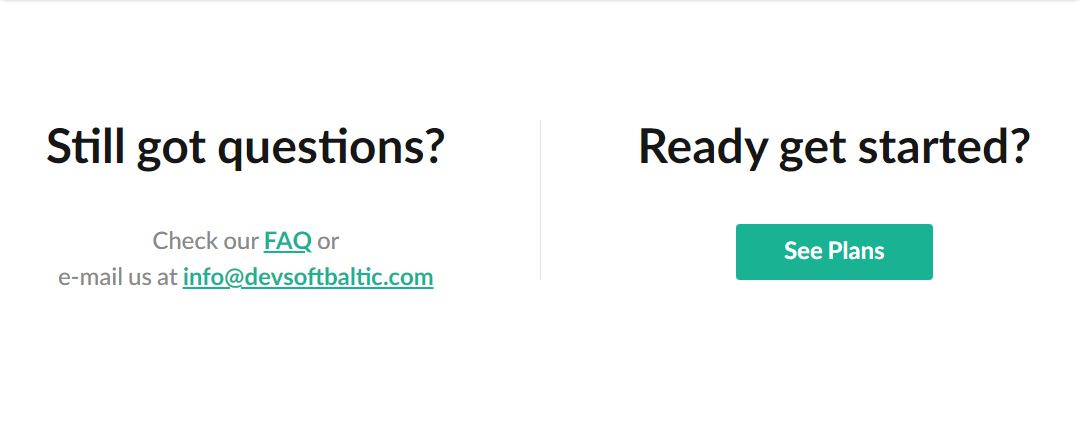 Still got questions?
Check our FAQ or
e-mail us at info@devsoftbaltic.com
Ready get started?
See Plans